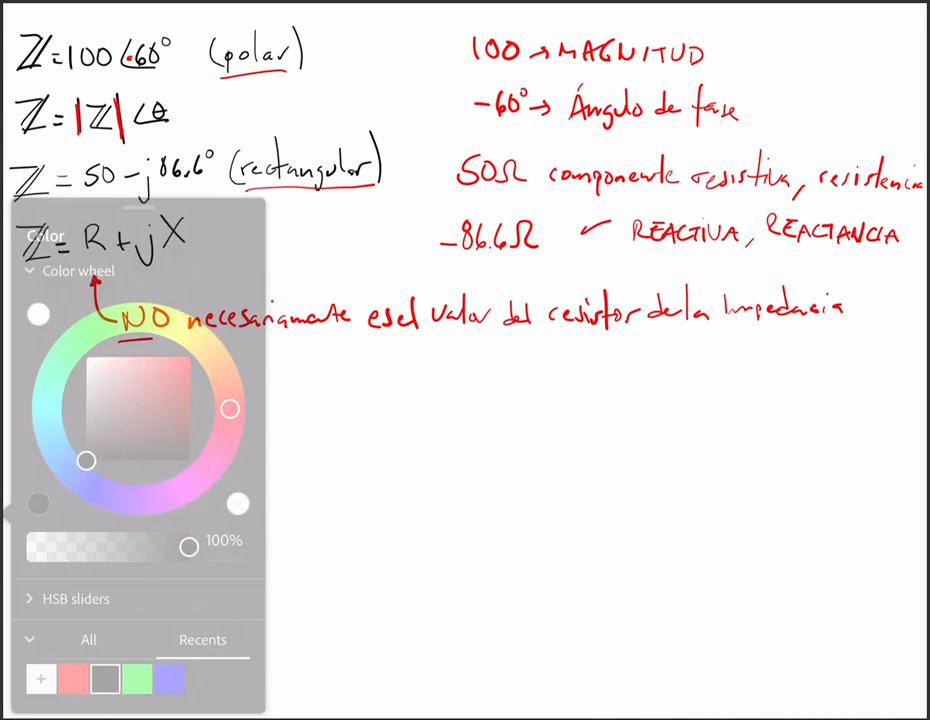 Z=100∠-60° (polar)
100 → MAGNITUD
Z=|Z|∠θ
-60° → Ángulo de fase
Z=50-j86.6° (rectangular)
50Ω componente resistiva, resistencia
Z=R+jX
-86.6Ω ✓ REACTIVA, REACTANCIA
NO necesariamente es el valor del resistor de la Impedancia
Color
Color wheel
100%
HSB sliders
All
Recents
+